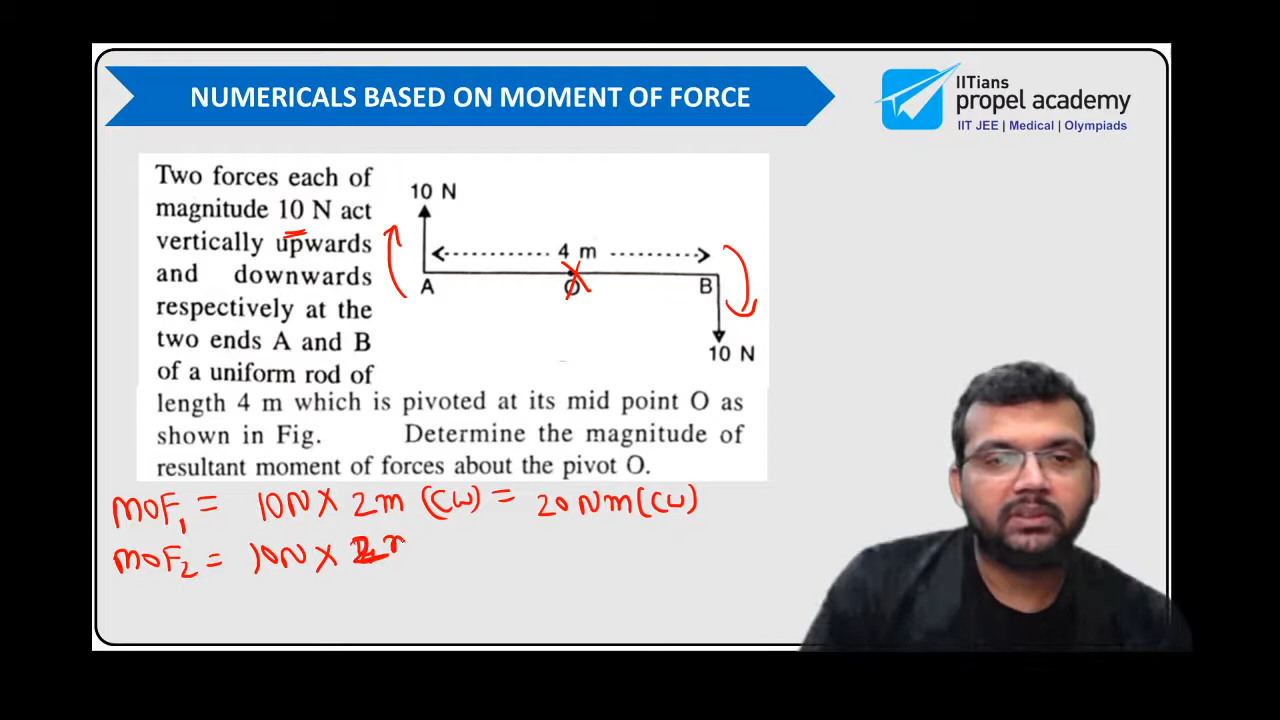 NUMERICALS BASED ON MOMENT OF FORCE
IITians
propel academy
IIT JEE | Medical | Olympiads
Two forces each of
magnitude 10 N act
vertically upwards
and downwards
respectively at the
two ends A and B
of a uniform rod of
length 4 m which is pivoted at its mid point O as
shown in Fig. Determine the magnitude of
resultant moment of forces about the pivot O.
10 N
4 m
A
O
B
10 N
MOF1 = 10N X 2m (CW) = 20 Nm (CW)
MOF2 = 10N X 2